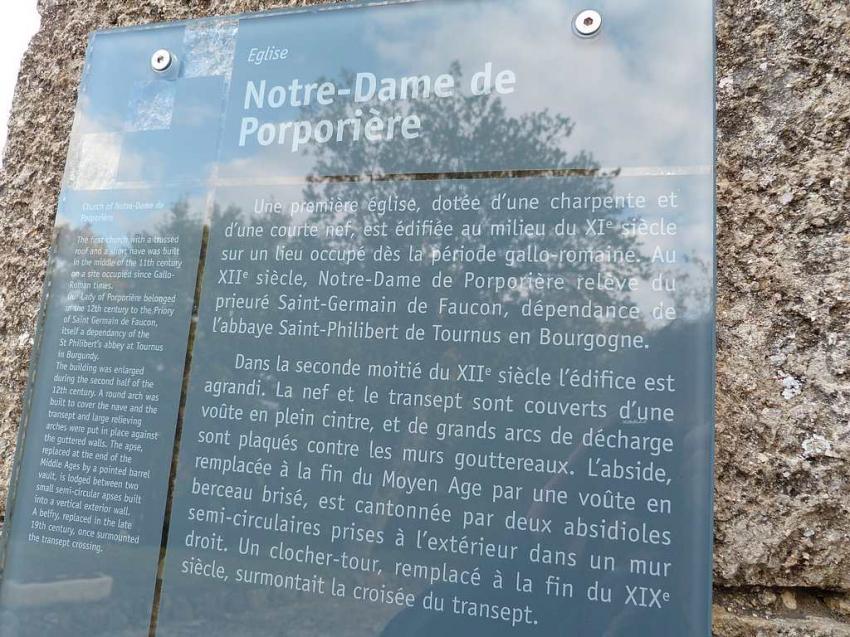 Eglise
Notre-Dame de
Porporière
Church of Notre-Dame de
Porporière
The first church with a trussed
roof and a short nave was built
in the middle of the 11th century
on a site occupied since Gallo-
Roman times.
Our Lady of Porporière belonged
in the 12th century to the Priory
of Saint Germain de Faucon,
itself a dependency of the
St Philibert's abbey at Tournus
in Burgundy.
The building was enlarged
during the second half of the
12th century. A round arch was
built to cover the nave and the
transept and large relieving
arches were put in place against
the guttered walls. The apse,
replaced at the end of the
Middle Ages by a pointed barrel
vault, is lodged between two
small semi-circular apses built
into a vertical exterior wall.
A belfry, replaced in the late
19th century, once surmounted
the transept crossing.
Une première église, dotée d'une charpente et
d'une courte nef, est édifiée au milieu du XIe siècle
sur un lieu occupé dès la période gallo-romaine. Au
XIIe siècle, Notre-Dame de Porporière relève du
prieuré Saint-Germain de Faucon, dépendance de
l'abbaye Saint-Philibert de Tournus en Bourgogne.
Dans la seconde moitié du XIIe siècle l'édifice est
agrandi. La nef et le transept sont couverts d'une
voûte en plein cintre, et de grands arcs de décharge
sont plaqués contre les murs gouttereaux. L'abside,
remplacée à la fin du Moyen Age par une voûte en
berceau brisé, est cantonnée par deux absidioles
semi-circulaires prises à l'extérieur dans un mur
droit. Un clocher-tour, remplacé à la fin du XIXe
siècle, surmontait la croisée du transept.